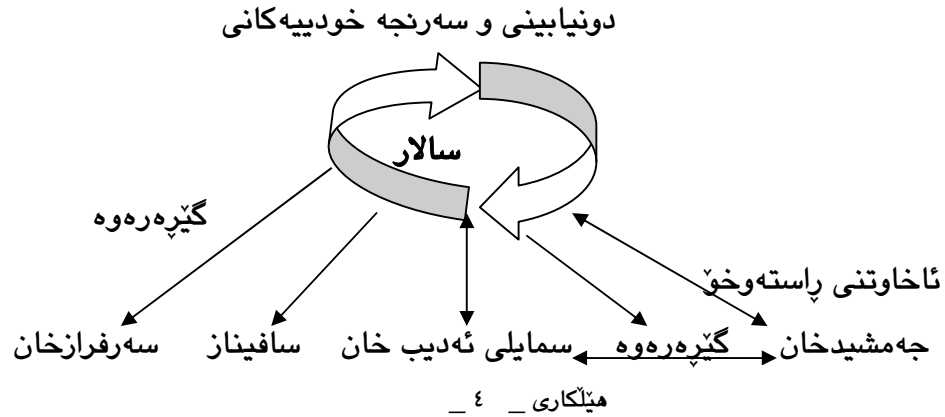 دونیابینی و سەرنجە خودییەکانی
سالار
گێڕەرەوە
ئاخاوتنی ڕاستەوخۆ
جەمشیدخان گێڕەرەوە سمایلی ئەدیب خان سافیناز سەرفرازخان
هێڵکاری _ ٤ _